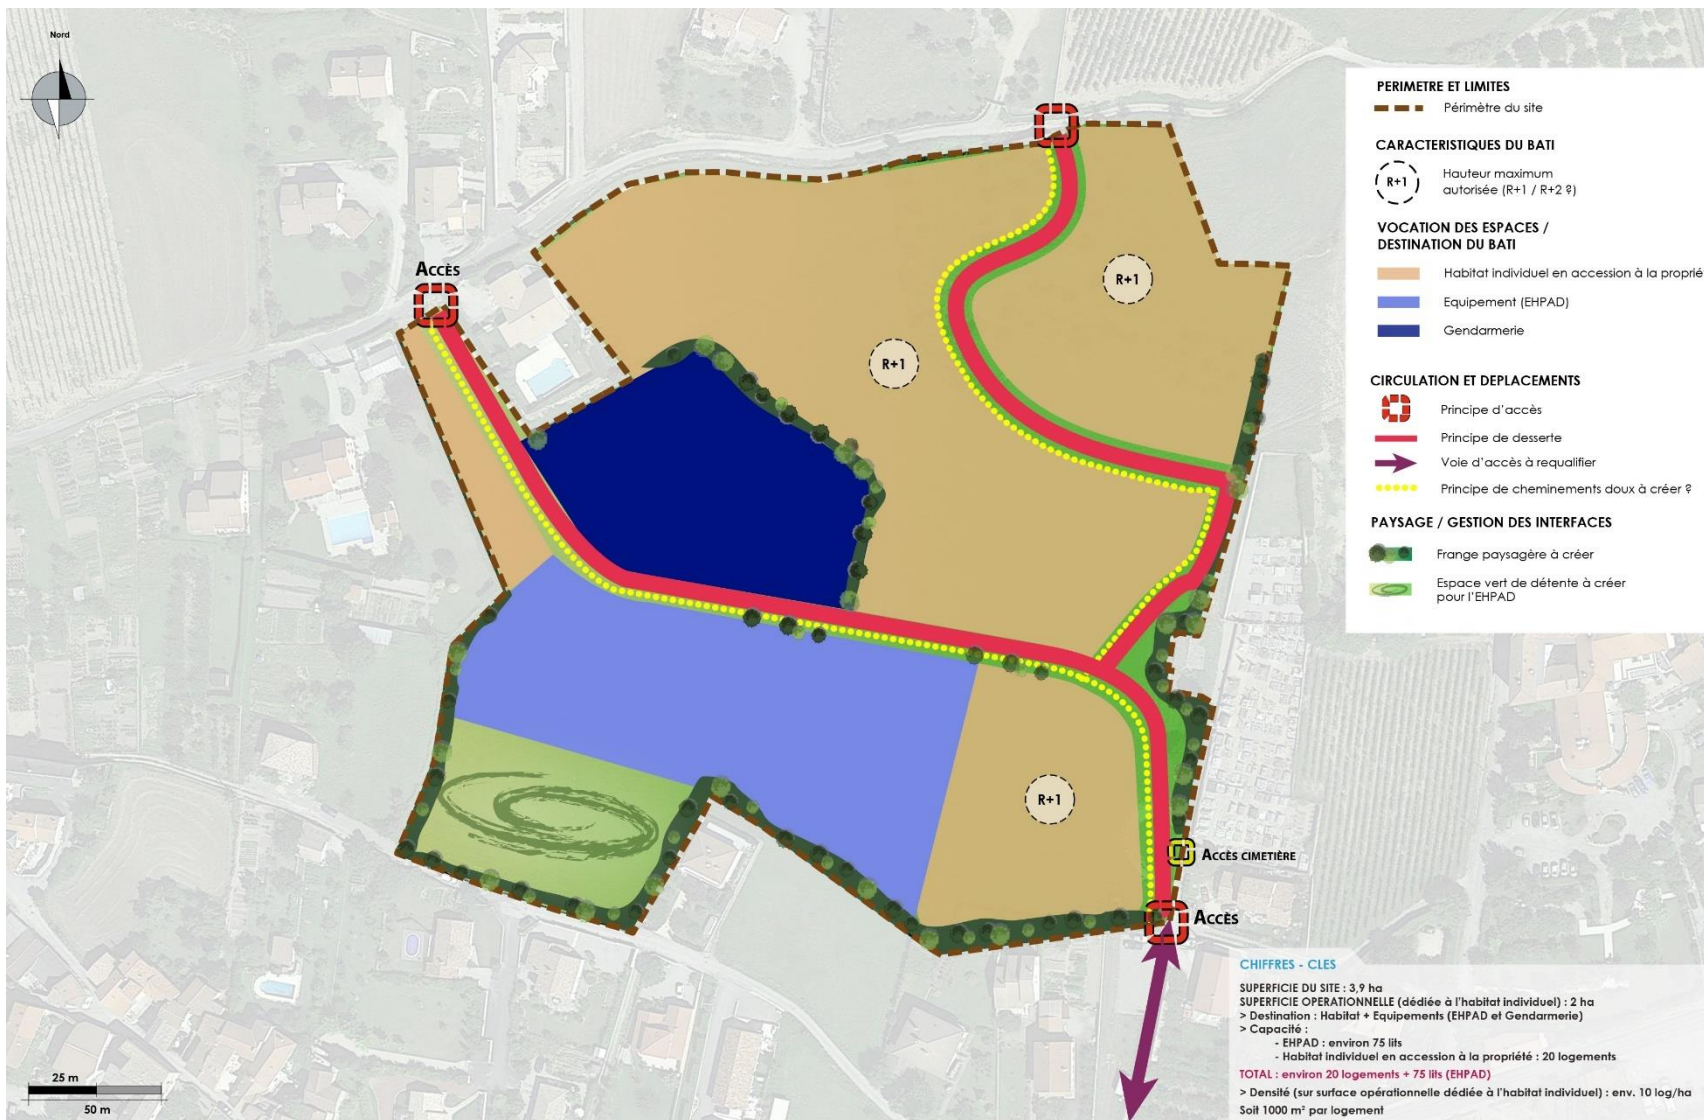 Nord
PERIMETRE ET LIMITES
Périmètre du site
CARACTERISTIQUES DU BATI
R+1
Hauteur maximum
autorisée (R+1 / R+2 ?)
VOCATION DES ESPACES /
DESTINATION DU BATI
Habitat individuel en accession à la proprié
Equipement (EHPAD)
Gendarmerie
CIRCULATION ET DEPLACEMENTS
Principe d'accès
Principe de desserte
Voie d'accès à requalifier
Principe de cheminements doux à créer ?
PAYSAGE / GESTION DES INTERFACES
Frange paysagère à créer
Espace vert de détente à créer
pour l'EHPAD
ACCÈS
R+1
R+1
R+1
ACCÈS CIMETIÈRE
ACCÈS
CHIFFRES - CLES
SUPERFICIE DU SITE : 3,9 ha
SUPERFICIE OPERATIONNELLE (dédiée à l'habitat individuel) : 2 ha
> Destination : Habitat + Equipements (EHPAD et Gendarmerie)
> Capacité :
- EHPAD : environ 75 lits
- Habitat individuel en accession à la propriété : 20 logements
TOTAL : environ 20 logements + 75 lits (EHPAD)
> Densité (sur surface opérationnelle dédiée à l'habitat individuel) : env. 10 log/ha
Soit 1000 m² par logement
25 m
50 m